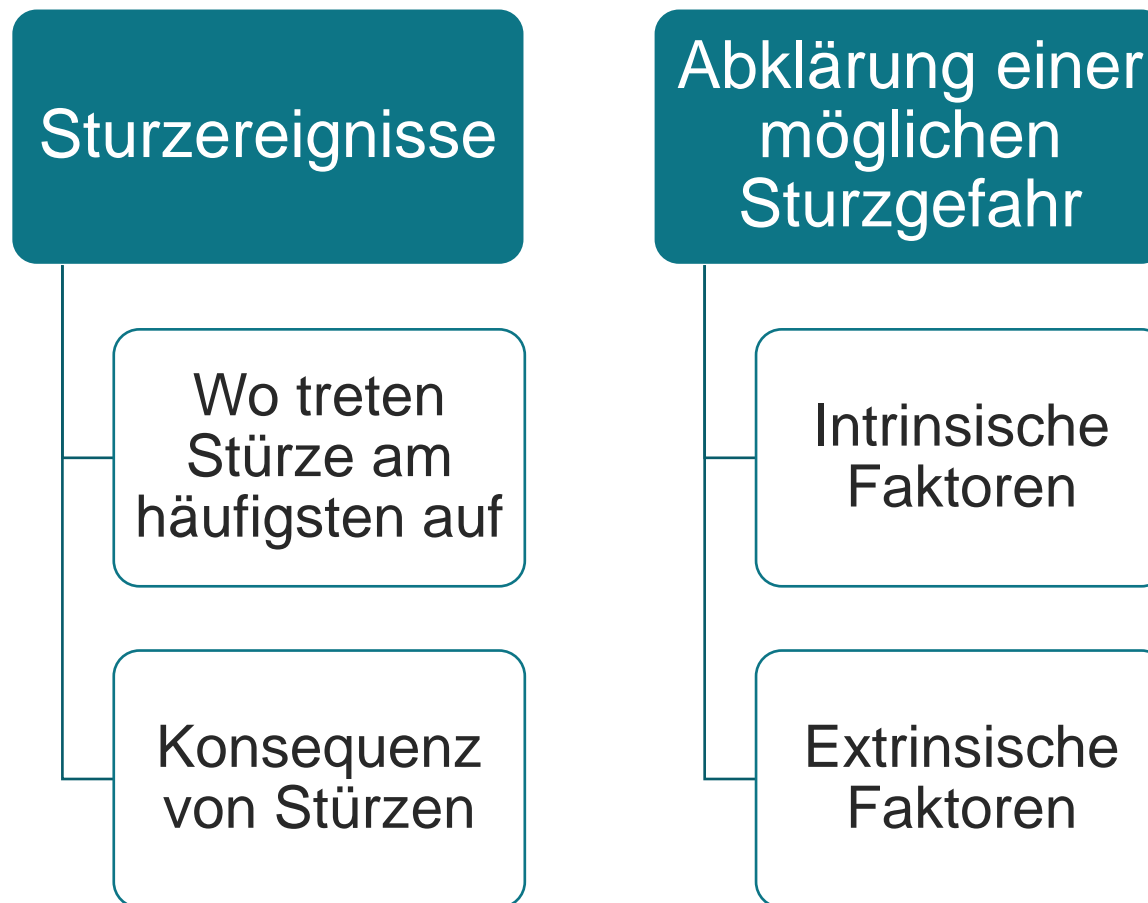 Sturzereignisse
Wo treten
Stürze am
häufigsten auf
Konsequenz
von Stürzen
Abklärung einer
möglichen
Sturzgefahr
Intrinsische
Faktoren
Extrinsische
Faktoren